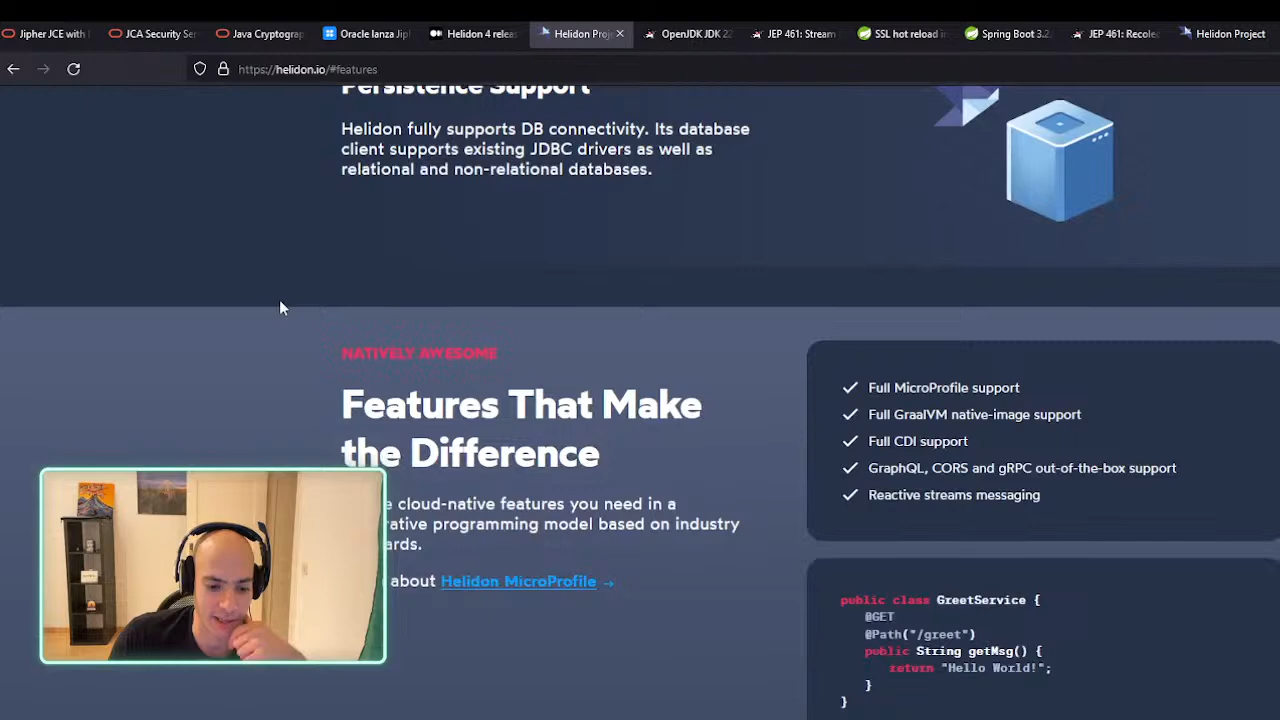 Jipher JCE with
JCA Security Ser
Java Cryptogra
Oracle lanza Jip
Helidon 4 releas
Helidon Proj
OpenJDK JDK 22
JEP 461: Stream
SSL hot reload in
Spring Boot 3.2
JEP 461: Recole
Helidon Project
https://helidon.io/#features
Persistence Support
Helidon fully supports DB connectivity. Its database
client supports existing JDBC drivers as well as
relational and non-relational databases.
NATIVELY AWESOME
Features That Make
the Difference
e cloud-native features you need in a
rative programming model based on industry
ards.
about Helidon MicroProfile →
Full MicroProfile support
Full GraalVM native-image support
Full CDI support
GraphQL, CORS and gRPC out-of-the-box support
Reactive streams messaging
public class GreetService {
@GET
@Path("/greet")
public String getMsg() {
return "Hello World!";
}
}